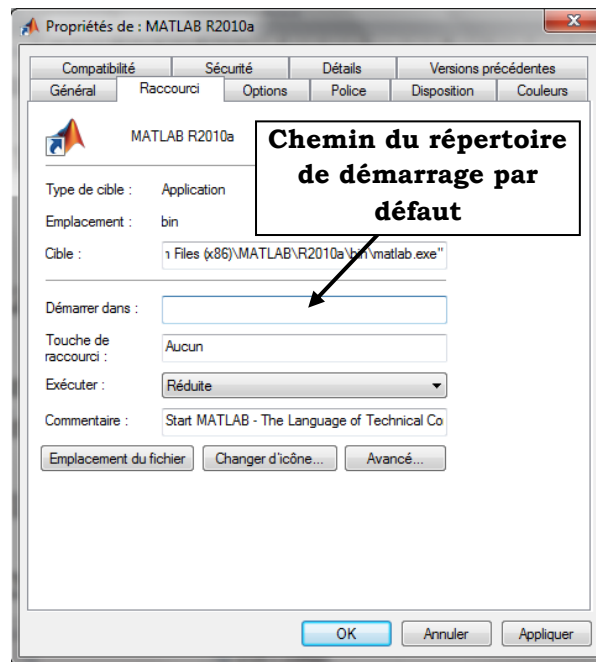 Propriétés de : MATLAB R2010a
Compatibilité Sécurité Détails Versions précédentes
Général Raccourci Options Police Disposition Couleurs
MATLAB R2010a
Chemin du répertoire
de démarrage par
défaut
Type de cible : Application
Emplacement : bin
Cible : ı Files (x86)\MATLAB\R2010a\bin\matlab.exe"
Démarrer dans :
Touche de
raccourci :
Aucun
Exécuter : Réduite
Commentaire : Start MATLAB - The Language of Technical Co
Emplacement du fichier Changer d'icône... Avancé...
OK Annuler Appliquer